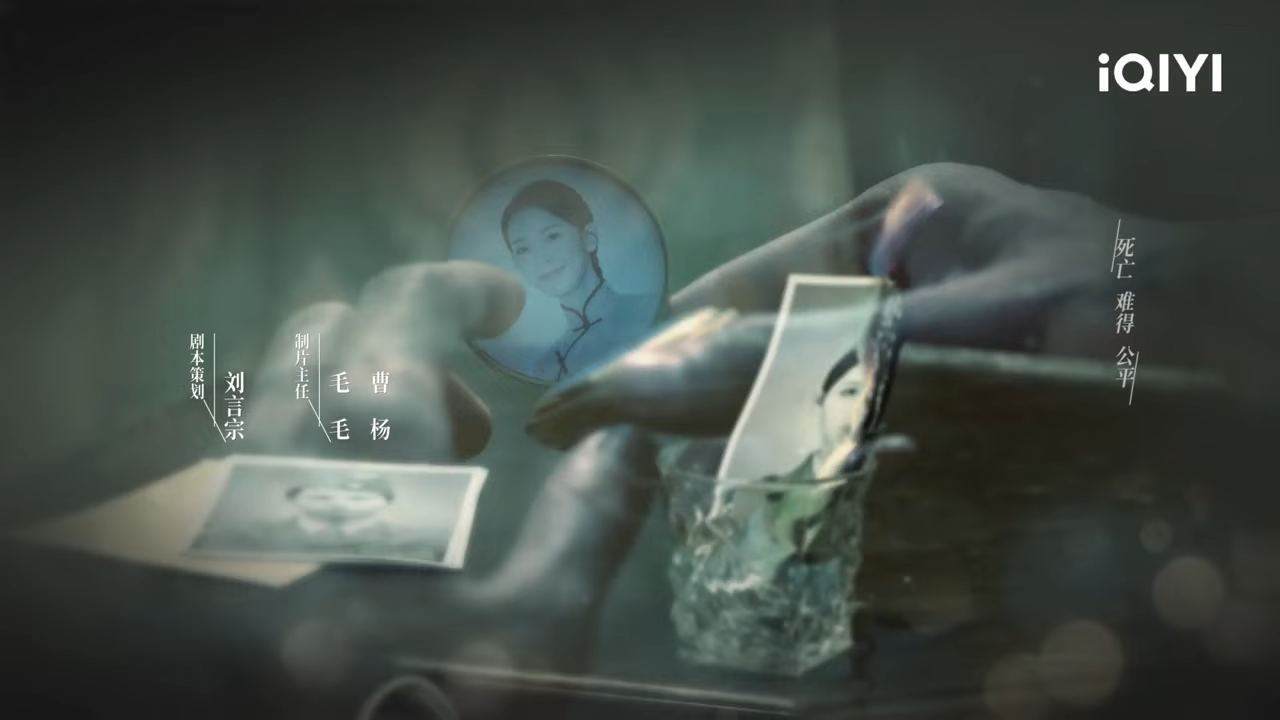 iQIYI
死亡 难得 公平
剧本策划
刘言宗
制片主任
毛毛
曹杨